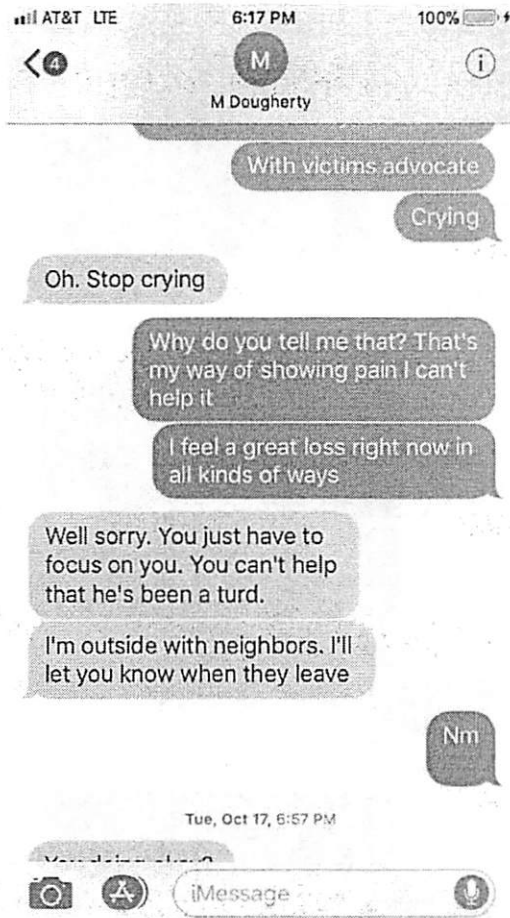 AT&T LTE 6:17 PM 100%
4
M
i
M Dougherty
With victims advocate
Crying
Oh. Stop crying
Why do you tell me that? That's
my way of showing pain I can't
help it
I feel a great loss right now in
all kinds of ways
Well sorry. You just have to
focus on you. You can't help
that he's been a turd.
I'm outside with neighbors. I'll
let you know when they leave
Nm
Tue, Oct 17, 6:57 PM
iMessage